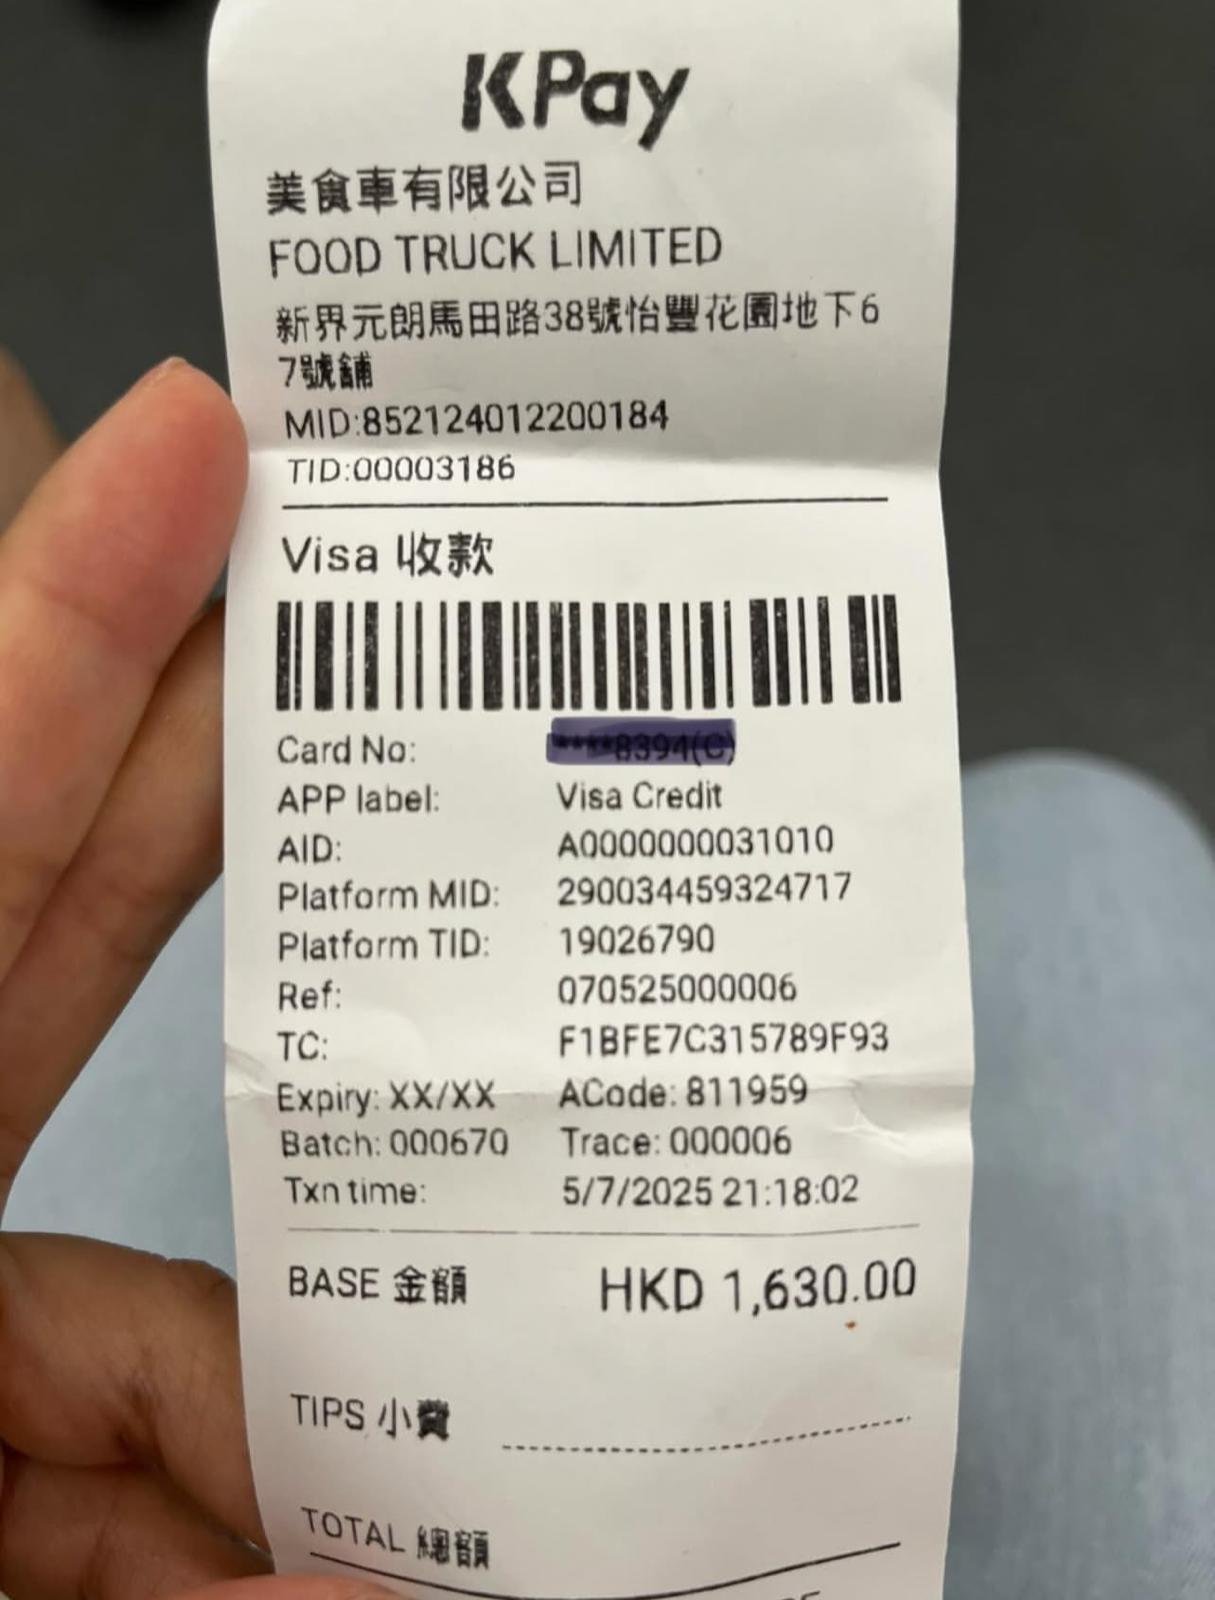 KPay
美食車有限公司
FOOD TRUCK LIMITED
新界元朗馬田路38號怡豐花園地下6
7號舖
MID:852124012200184
TID:00003186
Visa 收款
Card No: ****8394(C)
APP label: Visa Credit
AID: A0000000031010
Platform MID: 290034459324717
Platform TID: 19026790
Ref: 070525000006
TC: F1BFE7C315789F93
Expiry: XX/XX ACode: 811959
Batch: 000670 Trace: 000006
Txn time: 5/7/2025 21:18:02
BASE 金額 HKD 1,630.00
TIPS 小費
TOTAL 總額